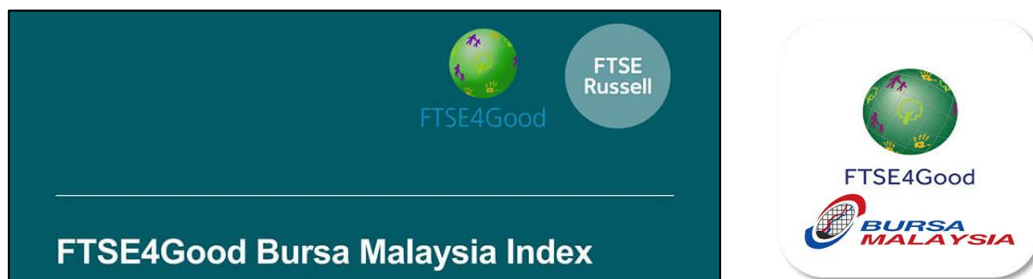 FTSE
Russell
FTSE4Good
FTSE4Good Bursa Malaysia Index
FTSE4Good
BURSA
MALAYSIA